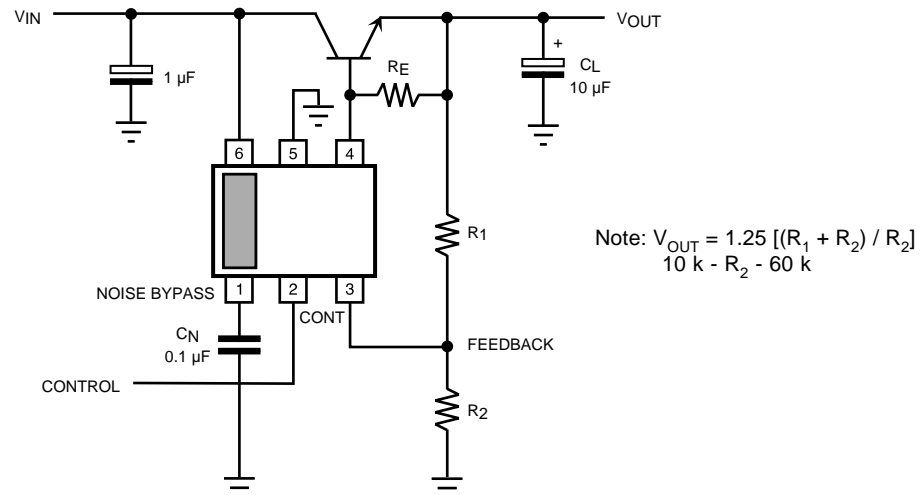 VIN
VOUT
+
RE
CL
10 µF
1 µF
6
5
4
R1
Note: VOUT = 1.25 [(R1 + R2) / R2]
10 k - R2 - 60 k
NOISE BYPASS
1
2
3
CONT
CN
0.1 µF
FEEDBACK
CONTROL
R2